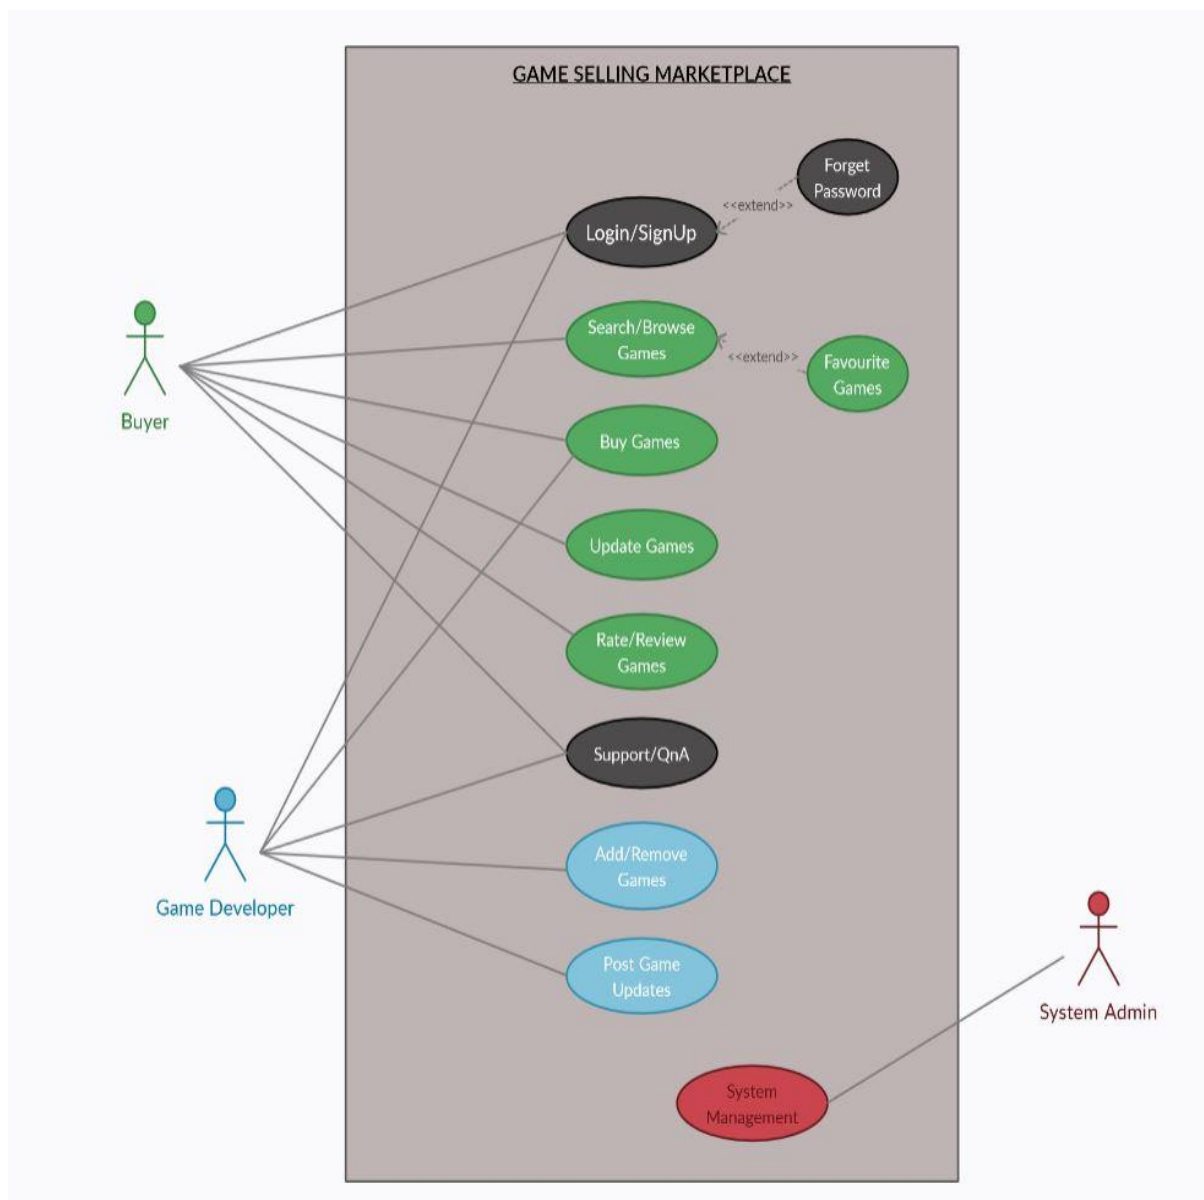 GAME SELLING MARKETPLACE
Forget
Password
<<extend>>
Login/SignUp
Search/Browse
Games
<<extend>>
Favourite
Games
Buyer
Buy Games
Update Games
Rate/Review
Games
Support/QnA
Add/Remove
Games
Game Developer
Post Game
Updates
System Admin
System
Management